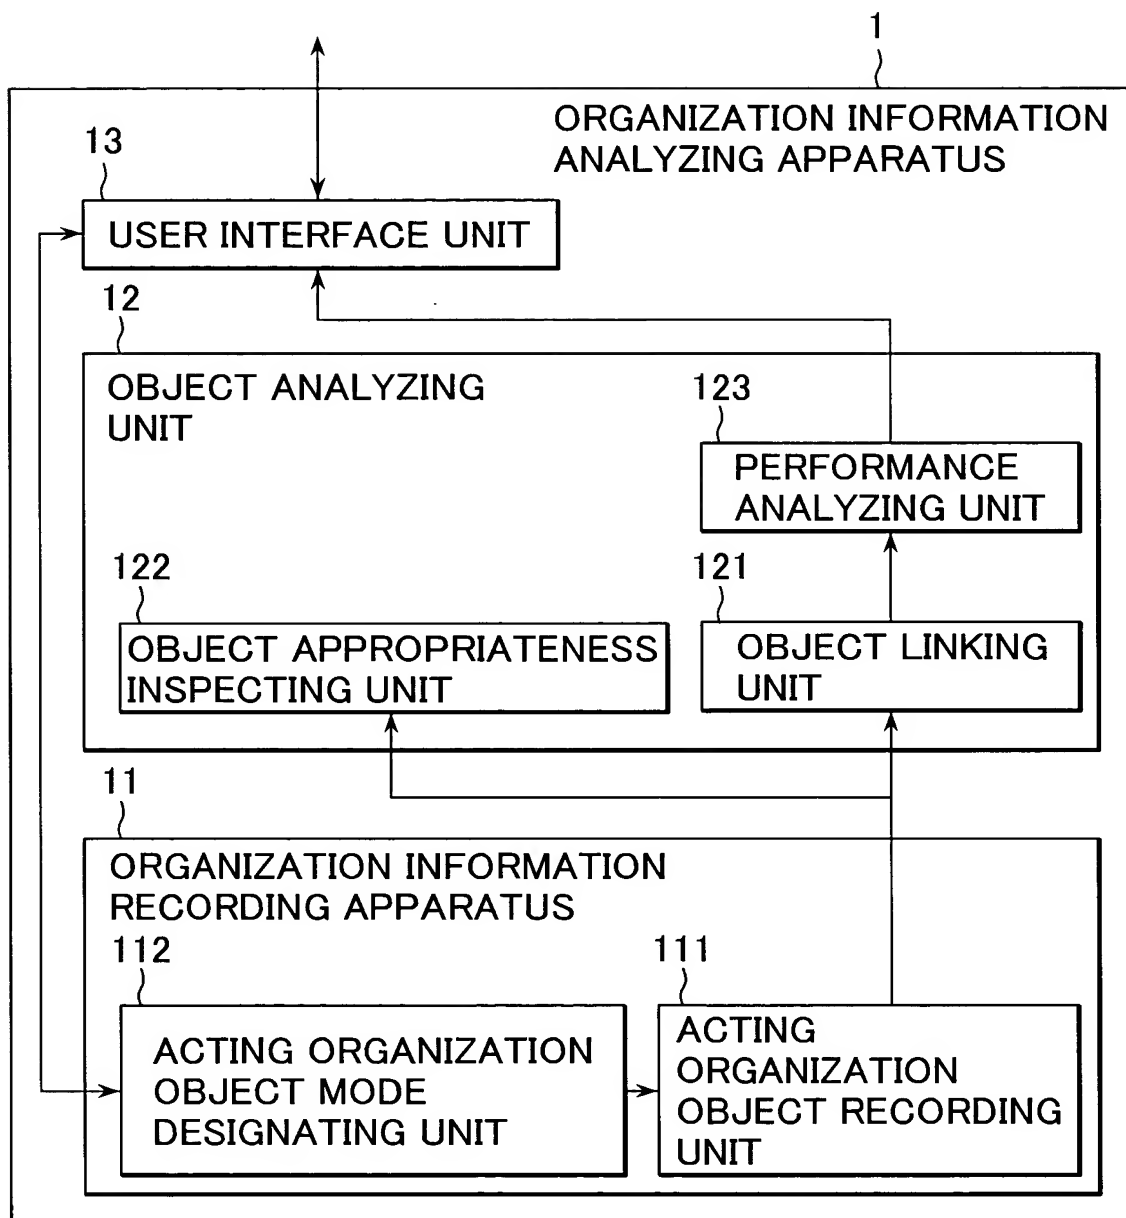 1
ORGANIZATION INFORMATION
ANALYZING APPARATUS
13
USER INTERFACE UNIT
12
OBJECT ANALYZING
UNIT
123
PERFORMANCE
ANALYZING UNIT
122
OBJECT APPROPRIATENESS
INSPECTING UNIT
121
OBJECT LINKING
UNIT
11
ORGANIZATION INFORMATION
RECORDING APPARATUS
112
ACTING ORGANIZATION
OBJECT MODE
DESIGNATING UNIT
111
ACTING
ORGANIZATION
OBJECT RECORDING
UNIT